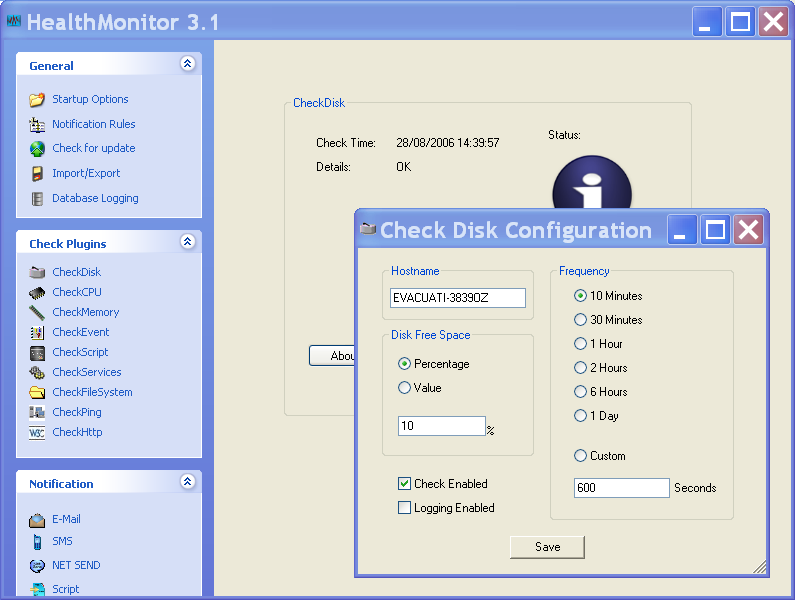 HealthMonitor 3.1
General
Startup Options
Notification Rules
Check for update
Import/Export
Database Logging
Check Plugins
CheckDisk
CheckCPU
CheckMemory
CheckEvent
CheckScript
CheckServices
CheckFileSystem
CheckPing
W3C CheckHttp
Notification
E-Mail
SMS
NET SEND
Script
CheckDisk
Check Time: 28/08/2006 14:39:57
Status:
Details: OK
Abou
Check Disk Configuration
Hostname
EVACUATI-3839OZ
Disk Free Space
Percentage
Value
10 %
Check Enabled
Logging Enabled
Frequency
10 Minutes
30 Minutes
1 Hour
2 Hours
6 Hours
1 Day
Custom
600 Seconds
Save